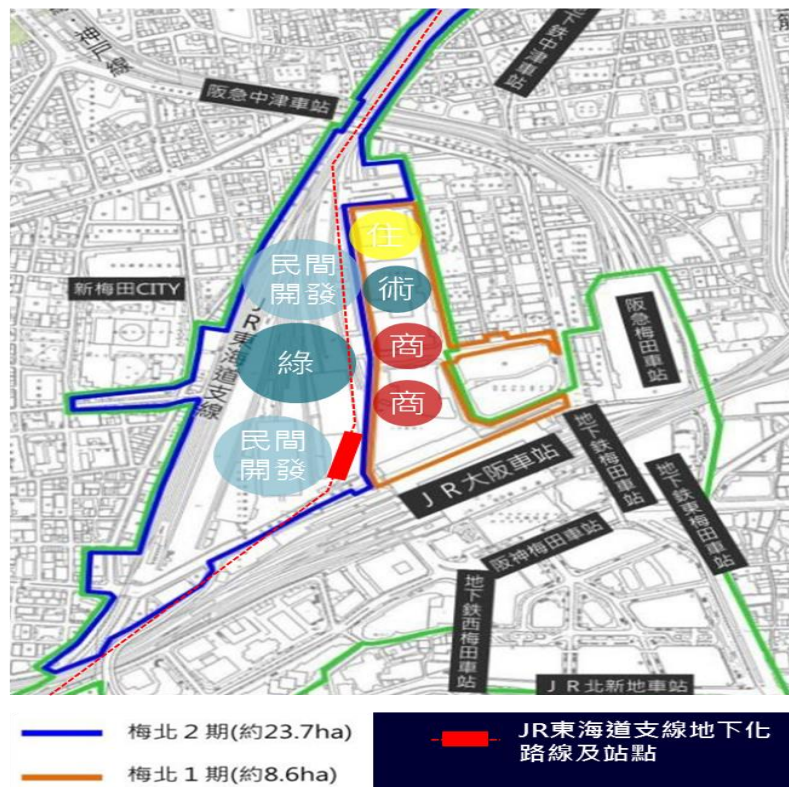 阪急・神戸線
阪急中津車站
地下鉄中津車站
住
民間
開發
新梅田CITY
術
JR東海道支線
商
綠
商
阪急梅田車站
民間
開發
地下鉄梅田車站
JR大阪車站
地下鉄東梅田車站
阪神梅田車站
地下鉄西梅田車站
JR北新地車站
梅北２期(約23.7ha)
梅北１期(約8.6ha)
JR東海道支線地下化
路線及站點